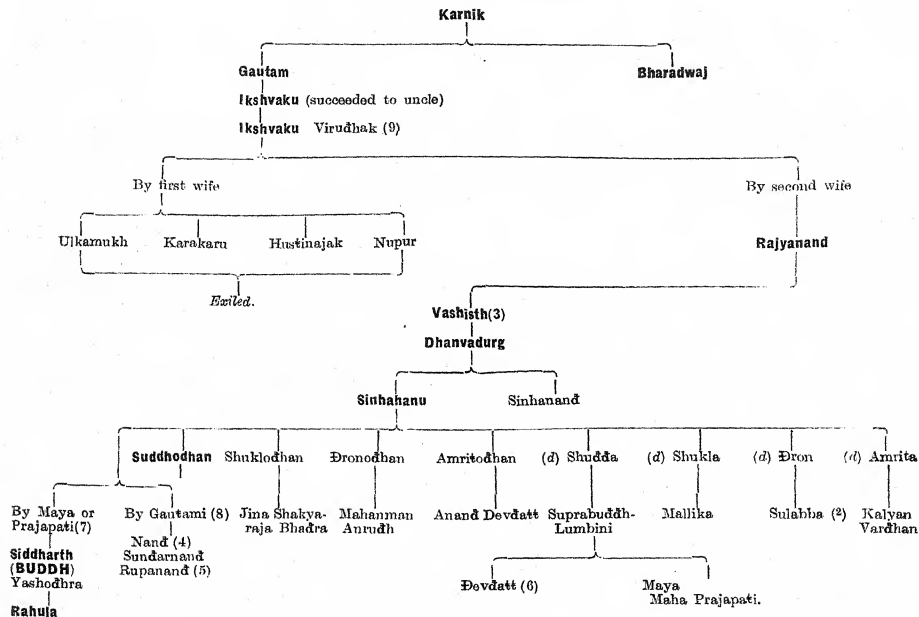 Karnik
Gautam Bharadwaj
Ikshvaku (succeeded to uncle)
Ikshvaku Virudhak (9)
By first wife By second wife
Ulkamukh Karakaru Hustinajak Nupur Rajyanand
Exiled.
Vashisth(3)
Dhanvadurg
Sinhahanu Sinhanand
Suddhodhan Shuklodhan Dronodhan Amritodhan (d) Shudda (d) Shukla (d) Dron (d) Amrita
By Maya or By Gautami (8) Jina Shakya- Mahanman Anand Devdatt Suprabuddh- Mallika Sulabba (2) Kalyan
Prajapati(7) raja Bhadra Anrudh Lumbini Vardhan
Nand (4)
Siddharth Sundarnand
(BUDDH) Rupanand (5)
Yashodhra Devdatt (6) Maya
Maha Prajapati.
Rahula